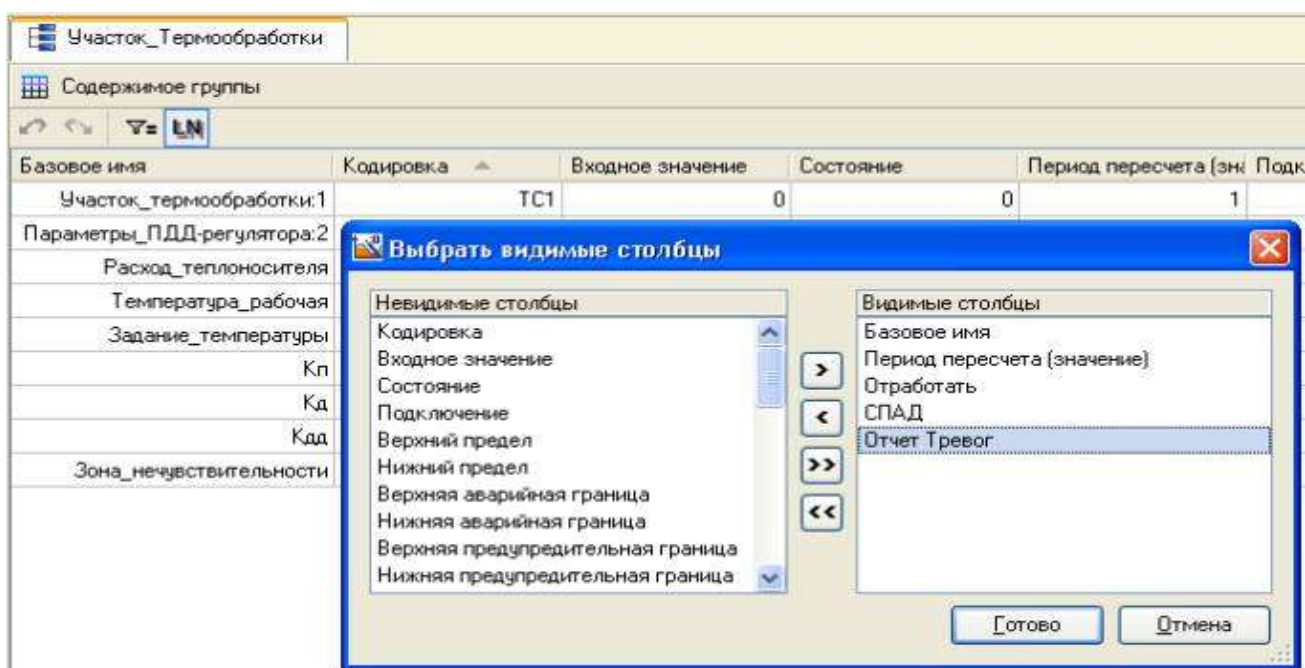 Участок_Термообработки
Содержимое группы
LN
Базовое имя Кодировка Входное значение Состояние Период пересчета (зна Подк
Участок_термообработки:1 TC1 0 0 1
Параметры_ПДД-регулятора:2
Расход_теплоносителя
Температура_рабочая
Задание_температуры
Кп
Кд
Кдд
Зона_нечувствительности
Выбрать видимые столбцы
Невидимые столбцы
Кодировка
Входное значение
Состояние
Подключение
Верхний предел
Нижний предел
Верхняя аварийная граница
Нижняя аварийная граница
Верхняя предупредительная граница
Нижняя предупредительная граница
>
<
>>
<<
Видимые столбцы
Базовое имя
Период пересчета (значение)
Отработать
СПАД
Отчет Тревог
Готово Отмена